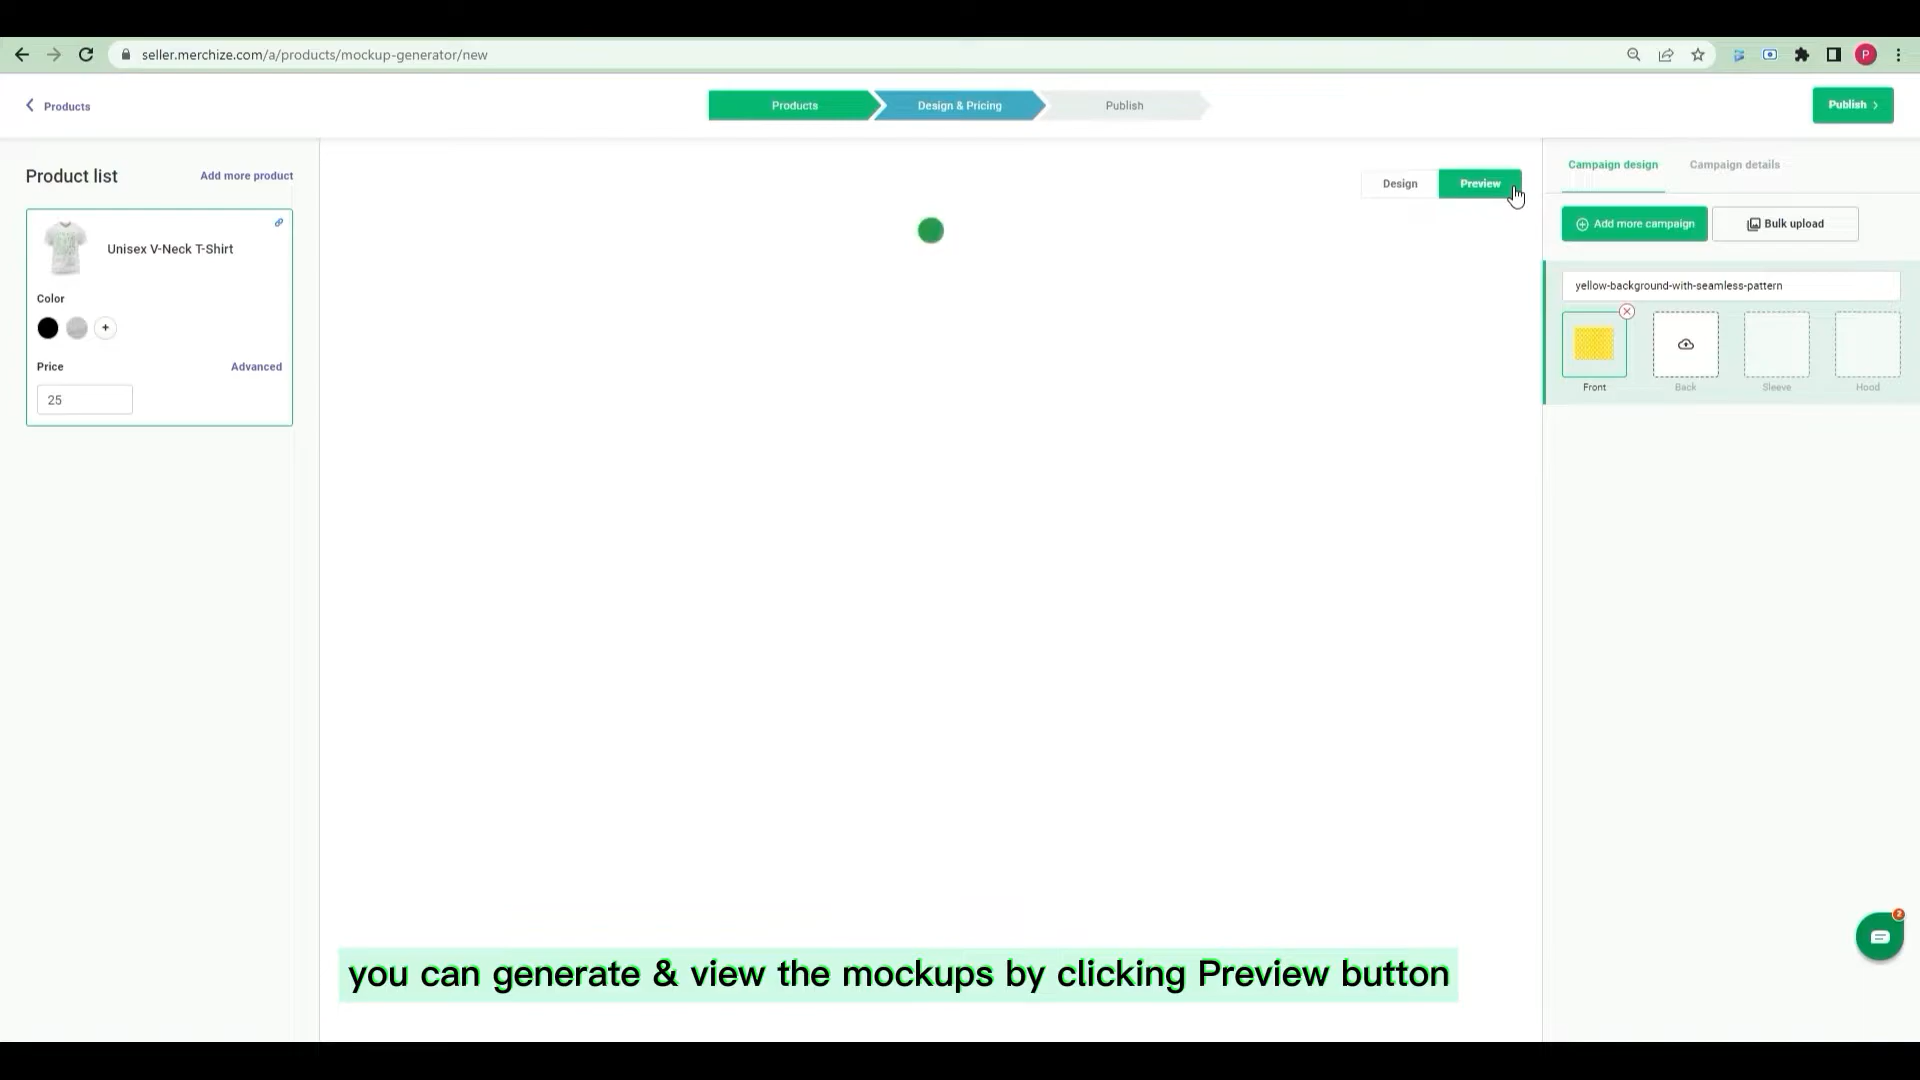 seller.merchize.com/a/products/mockup-generator/new
P
Products
Products
Design & Pricing
Publish
Publish
Product list
Add more product
Unisex V-Neck T-Shirt
Color
+
Price
Advanced
25
Design
Preview
Campaign design
Campaign details
Add more campaign
Bulk upload
yellow-background-with-seamless-pattern
Front
Back
Sleeve
Hood
2
you can generate & view the mockups by clicking Preview button